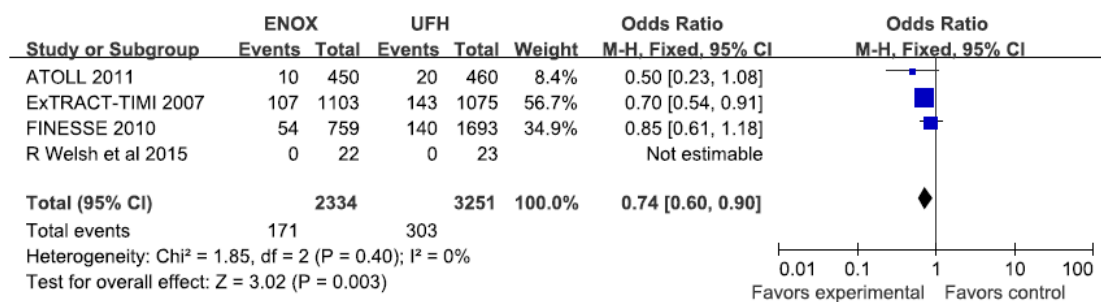 ENOX UFH Odds Ratio Odds Ratio
Study or Subgroup Events Total Events Total Weight M-H, Fixed, 95% CI M-H, Fixed, 95% CI
ATOLL 2011 10 450 20 460 8.4% 0.50 [0.23, 1.08]
ExTRACT-TIMI 2007 107 1103 143 1075 56.7% 0.70 [0.54, 0.91]
FINESSE 2010 54 759 140 1693 34.9% 0.85 [0.61, 1.18]
R Welsh et al 2015 0 22 0 23 Not estimable
Total (95% CI) 2334 3251 100.0% 0.74 [0.60, 0.90]
Total events 171 303
Heterogeneity: Chi² = 1.85, df = 2 (P = 0.40); I² = 0%
Test for overall effect: Z = 3.02 (P = 0.003)
0.01 0.1 1 10 100
Favors experimental Favors control